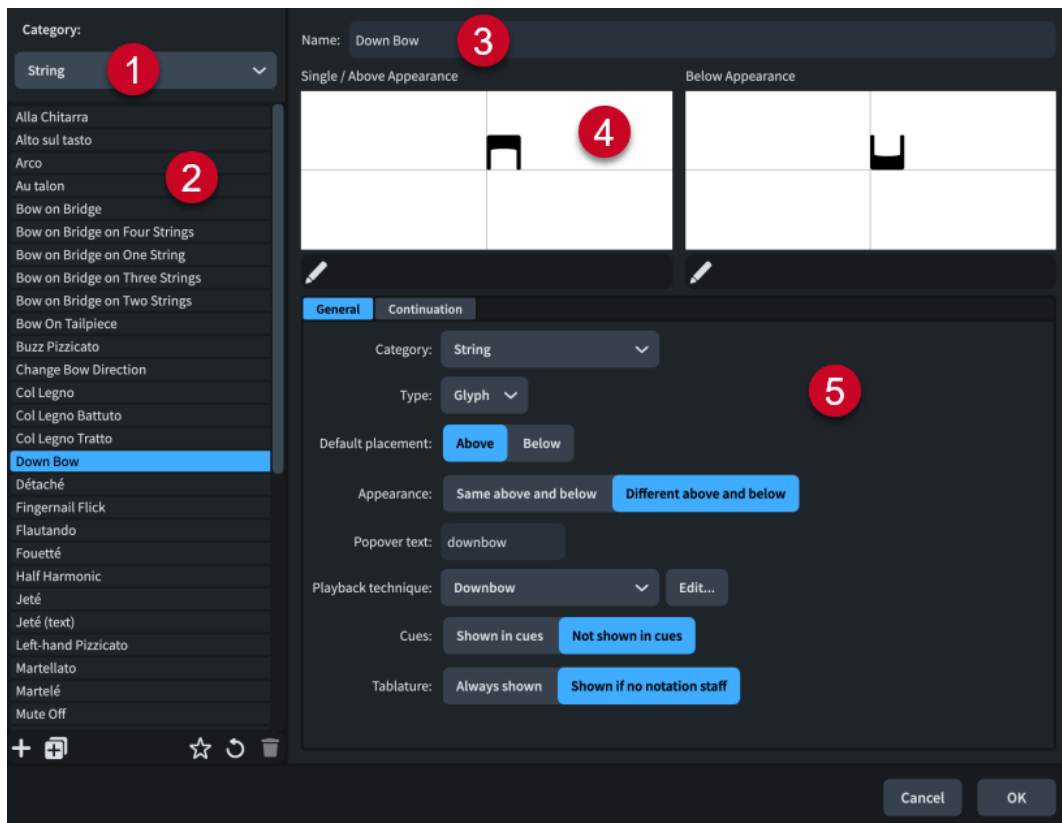 Category:
String
1
Alla Chitarra
Alto sul tasto
Arco
Au talon
Bow on Bridge
Bow on Bridge on Four Strings
Bow on Bridge on One String
Bow on Bridge on Three Strings
Bow on Bridge on Two Strings
Bow On Tailpiece
Buzz Pizzicato
Change Bow Direction
Col Legno
Col Legno Battuto
Col Legno Tratto
Down Bow
Détaché
Fingernail Flick
Flautando
Fouetté
Half Harmonic
Jeté
Jeté (text)
Left-hand Pizzicato
Martellato
Martelé
Mute Off
2
Name: Down Bow
3
Single / Above Appearance
Below Appearance
4
General Continuation
Category: String
5
Type: Glyph
Default placement: Above Below
Appearance: Same above and below Different above and below
Popover text: downbow
Playback technique: Downbow Edit...
Cues: Shown in cues Not shown in cues
Tablature: Always shown Shown if no notation staff
Cancel OK